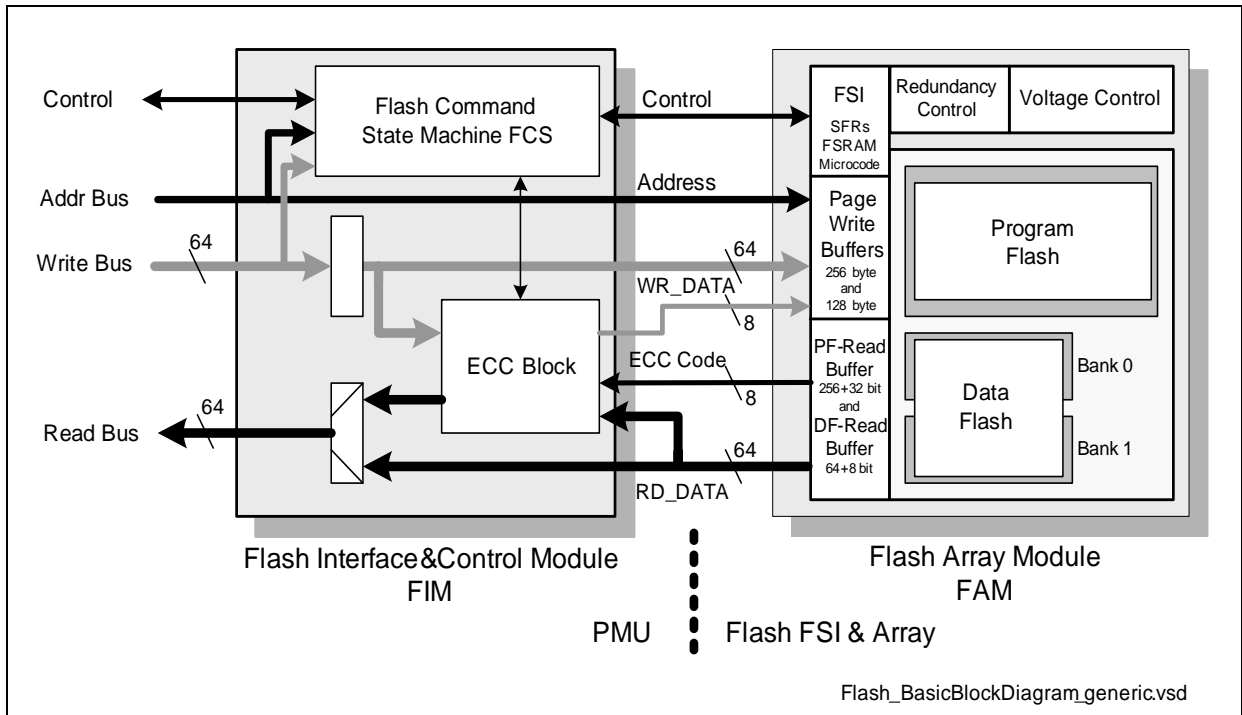 Control
Addr Bus
Write Bus
64
Read Bus
64
Flash Command
State Machine FCS
ECC Block
Control
Address
64
WR_DATA
8
ECC Code
8
64
RD_DATA
FSI
SFRs
FSRAM
Microcode
Redundancy
Control
Voltage Control
Page
Write
Buffers
256 byte
and
128 byte
PF-Read
Buffer
256+32 bit
and
DF-Read
Buffer
64+8 bit
Program
Flash
Data
Flash
Bank 0
Bank 1
Flash Interface&Control Module
FIM
Flash Array Module
FAM
PMU
Flash FSI & Array
Flash_BasicBlockDiagram_generic.vsd